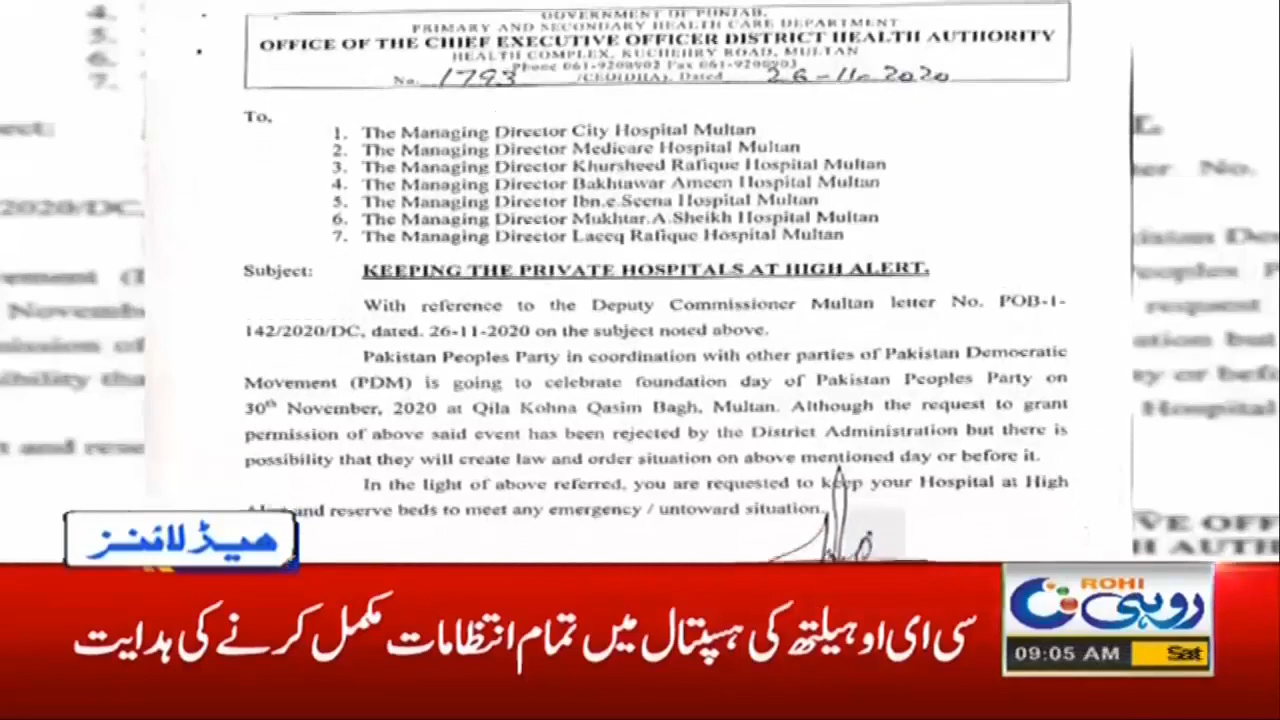 GOVERNMENT OF PUNJAB,
PRIMARY AND SECONDARY HEALTH CARE DEPARTMENT
OFFICE OF THE CHIEF EXECUTIVE OFFICER DISTRICT HEALTH AUTHORITY
HEALTH COMPLEX, KUCHEHRY ROAD, MULTAN
Phone 061-9200902 Fax 061-9200903
No. 1793 /CEO(DHA), Dated 26-11-2020
To,
1. The Managing Director City Hospital Multan
2. The Managing Director Medicare Hospital Multan
3. The Managing Director Khursheed Rafique Hospital Multan
4. The Managing Director Bakhtawar Ameen Hospital Multan
5. The Managing Director Ibn.e.Seena Hospital Multan
6. The Managing Director Mukhtar.A.Sheikh Hospital Multan
7. The Managing Director Laeeq Rafique Hospital Multan
Subject: KEEPING THE PRIVATE HOSPITALS AT HIGH ALERT.
With reference to the Deputy Commissioner Multan letter No. POB-1-
142/2020/DC, dated. 26-11-2020 on the subject noted above.
Pakistan Peoples Party in coordination with other parties of Pakistan Democratic
Movement (PDM) is going to celebrate foundation day of Pakistan Peoples Party on
30th November, 2020 at Qila Kohna Qasim Bagh, Multan. Although the request to grant
permission of above said event has been rejected by the District Administration but there is
possibility that they will create law and order situation on above mentioned day or before it.
In the light of above referred, you are requested to keep your Hospital at High
and reserve beds to meet any emergency / untoward situation.
ہیڈلائنز
سی ای او ہیلتھ کی ہسپتال میں تمام انتظامات مکمل کرنے کی ہدایت
ROHI
روہی
09:05 AM Sat